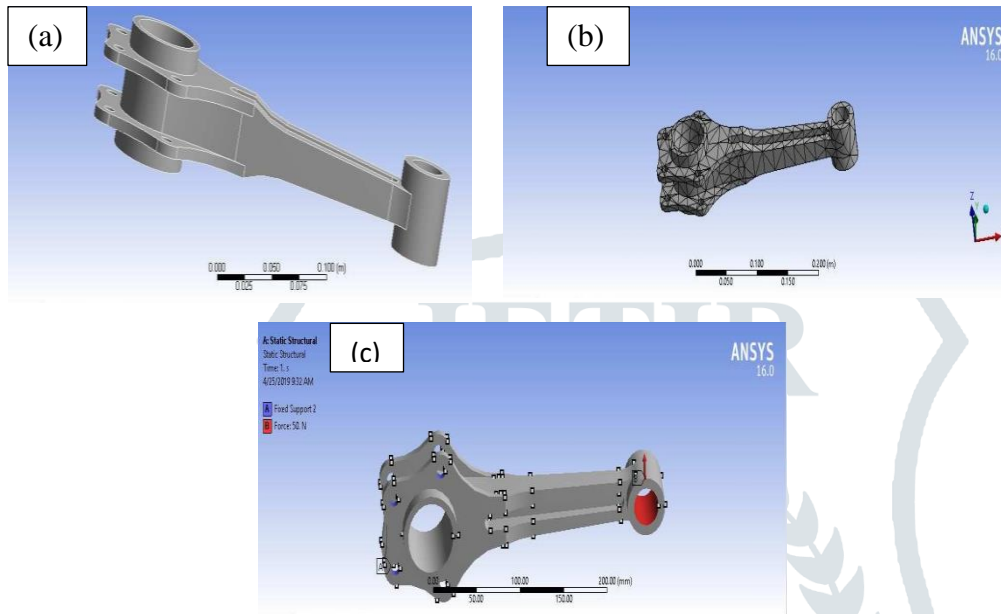 (a)
0.000
0.050
0.100 (m)
0.025
0.075
(b)
ANSYS
16.0
Z
Y
0.000
0.100
0.200 (m)
0.050
0.150
JETIR
A: Static Structural
Static Structural
Time: 1. s
4/25/2019 9:32 AM
A Fixed Support 2
B Force: 50. N
(c)
ANSYS
16.0
B
A
0.00
100.00
200.00 (mm)
50.00
150.00